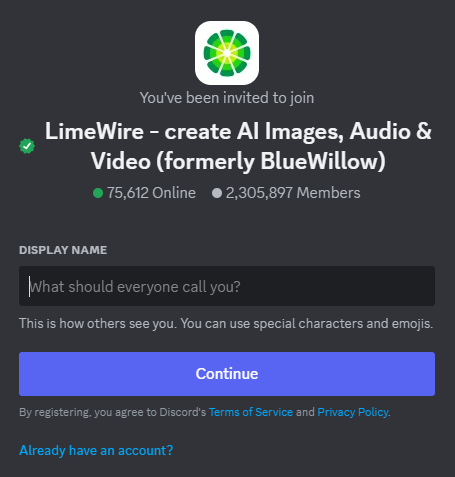 You've been invited to join
LimeWire – create AI Images, Audio &
Video (formerly BlueWillow)
75,612 Online 2,305,897 Members
DISPLAY NAME
What should everyone call you?
This is how others see you. You can use special characters and emojis.
Continue
By registering, you agree to Discord's Terms of Service and Privacy Policy.
Already have an account?